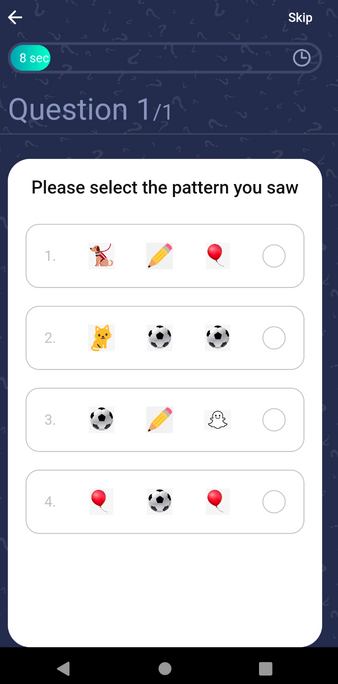 Skip
8 sec
Question 1/1
Please select the pattern you saw
1.
2.
3.
4.